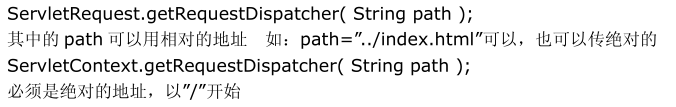 ServletRequest.getRequestDispatcher( String path );
其中的 path 可以用相对的地址　如：path=”../index.html”可以，也可以传绝对的
ServletContext.getRequestDispatcher( String path );
必须是绝对的地址，以”/”开始